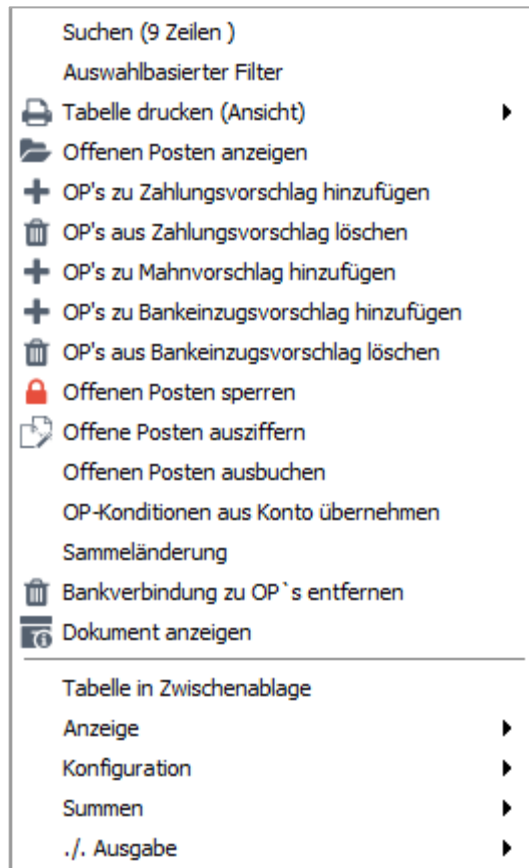 Suchen (9 Zeilen )
Auswahlbasierter Filter
Tabelle drucken (Ansicht)
Offenen Posten anzeigen
OP's zu Zahlungsvorschlag hinzufügen
OP's aus Zahlungsvorschlag löschen
OP's zu Mahnvorschlag hinzufügen
OP's zu Bankeinzugsvorschlag hinzufügen
OP's aus Bankeinzugsvorschlag löschen
Offenen Posten sperren
Offene Posten ausziffern
Offenen Posten ausbuchen
OP-Konditionen aus Konto übernehmen
Sammeländerung
Bankverbindung zu OP`s entfernen
Dokument anzeigen
Tabelle in Zwischenablage
Anzeige
Konfiguration
Summen
./. Ausgabe